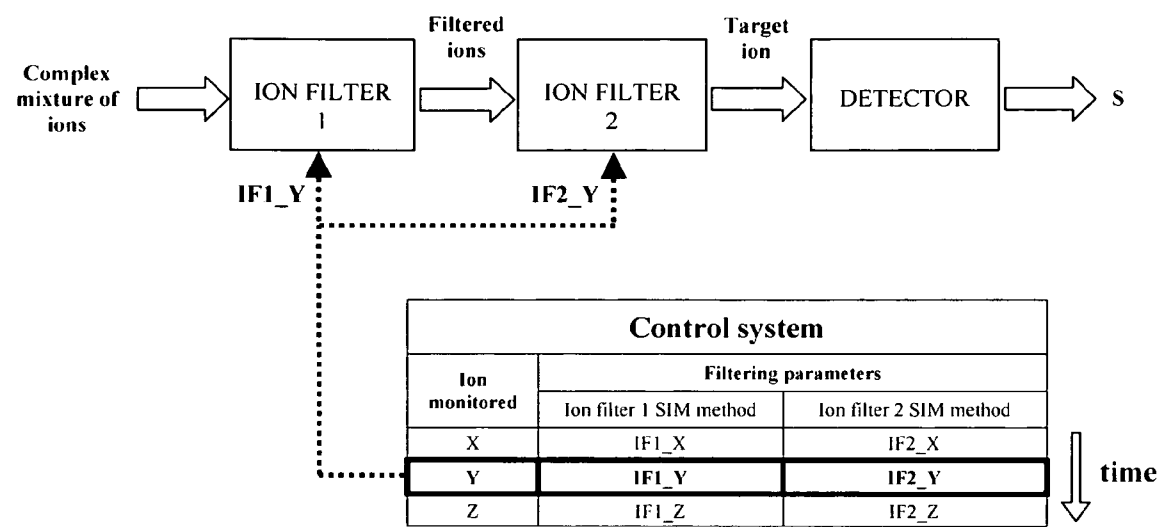 Complex
mixture of
ions
ION FILTER
1
Filtered
ions
ION FILTER
2
Target
ion
DETECTOR
S
IF1_Y
IF2_Y
Control system
Ion
monitored
Filtering parameters
Ion filter 1 SIM method
Ion filter 2 SIM method
X
IF1_X
IF2_X
Y
IF1_Y
IF2_Y
Z
IF1_Z
IF2_Z
time